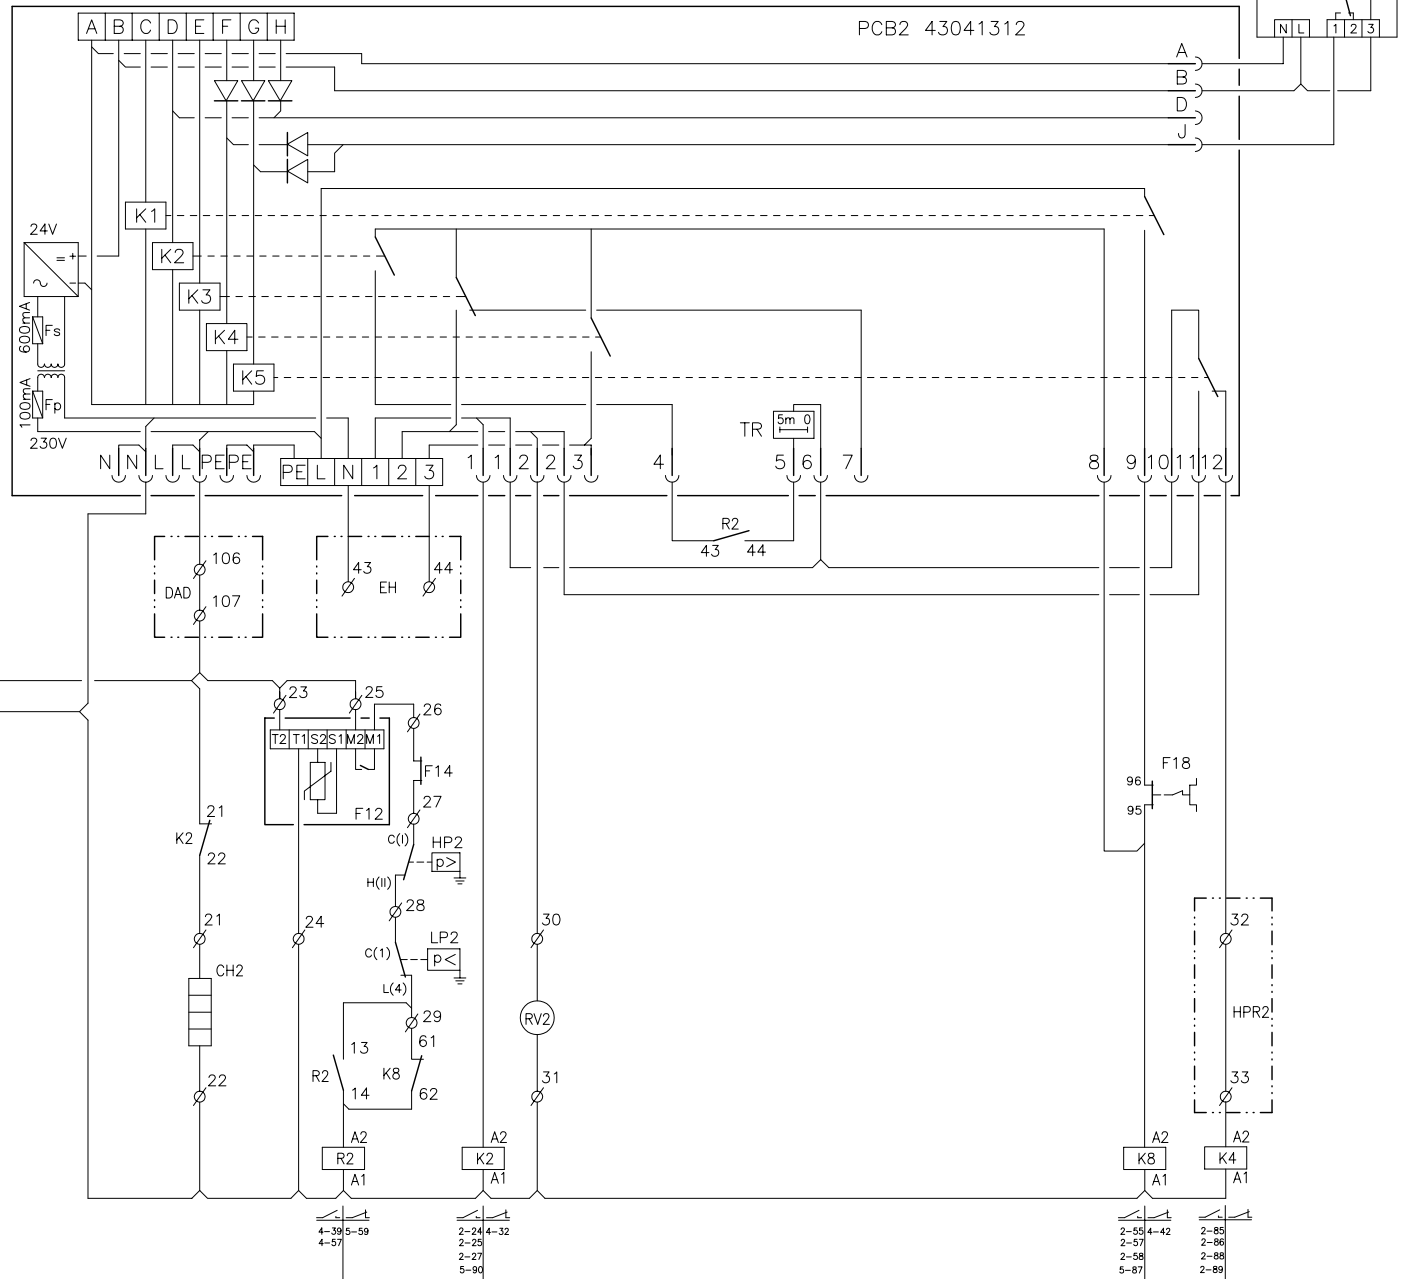 A B C D E F G H
PCB2 43041312
N L 1 2 3
A
B
D
J
K1
24V
= +
K2
-
~
K3
600mA
Fs
K4
K5
100mA
Fp
230V
TR
5m 0
N N L L PE PE
PE L N 1 2 3
1 1 2 2 3 4 5 6 7 8 9 10 11 12
R2
43 44
106
DAD
107
43 EH 44
23 25
26
T2 T1 S2 S1 M2 M1
F14
F12
27
F18
96
95
21
K2
22
C(I)
HP2
p>
H(II)
28
21
24
C(1)
LP2
p<
L(4)
30
32
CH2
29
RV2
HPR2
13
61
R2
K8
14
62
22
31
33
A2 A2 A2 A2
R2 K2 K8 K4
A1 A1 A1 A1
4-39 5-59
4-57
2-24 4-32
2-25
2-27
5-90
2-55 4-42
2-57
2-58
5-87
2-85
2-86
2-88
2-89